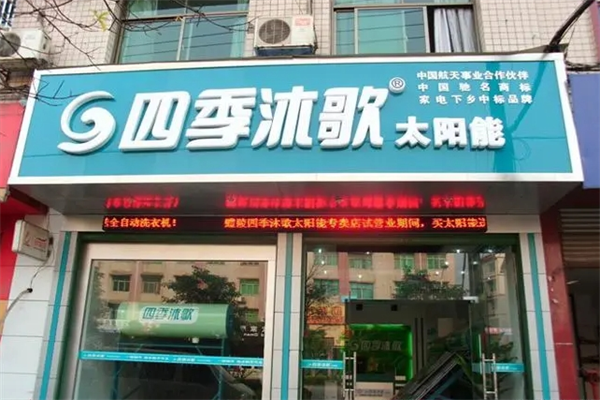 四季沐歌® 太阳能
中国航天事业合作伙伴
中国驰名商标
家电下乡中标品牌
全自动洗衣机！
醴陵四季沐歌太阳能专卖店试营业期间，买太阳能
四季沐歌
四季沐歌